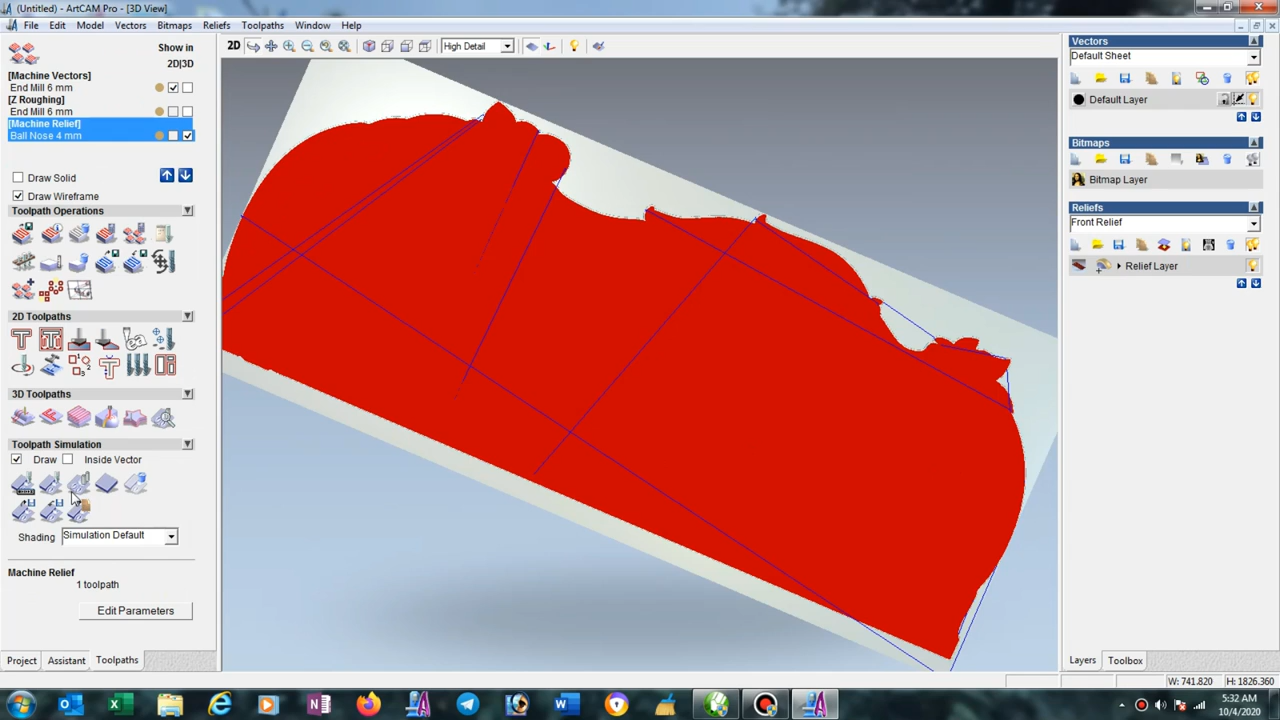 (Untitled) - ArtCAM Pro - [3D View]
File Edit Vectors Bitmaps Reliefs Toolpaths Window Help
Show in
2D|3D
[Machine Vectors]
End Mill 6 mm
[Z Roughing]
End Mill 6 mm
[Machine Relief]
Ball Nose 4 mm
Draw Solid
Draw Wireframe
Toolpath Operations
2D Toolpaths
3D Toolpaths
Toolpath Simulation
Draw Inside Vector
Shading Simulation Default
Machine Relief
1 toolpath
Edit Parameters
Project Assistant Toolpaths
2D High Detail
Vectors
Default Sheet
Default Layer
Bitmaps
Bitmap Layer
Reliefs
Front Relief
Relief Layer
Layers Toolbox
W: 741.820 H: 1826.360
5:32 AM
10/4/2020